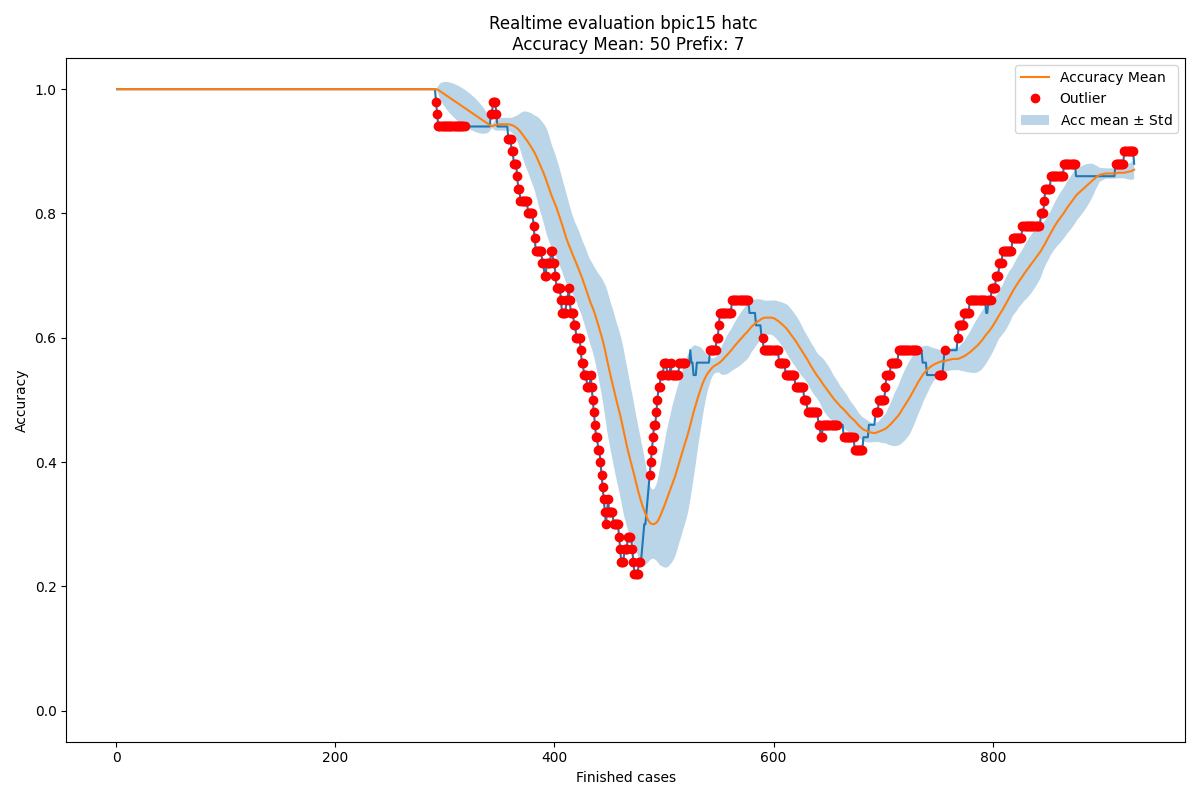 Realtime evaluation bpic15 hatc
Accuracy Mean: 50 Prefix: 7
Accuracy Mean
Outlier
Acc mean ± Std
1.0
0.8
0.6
0.4
0.2
0.0
Accuracy
0 200 400 600 800
Finished cases